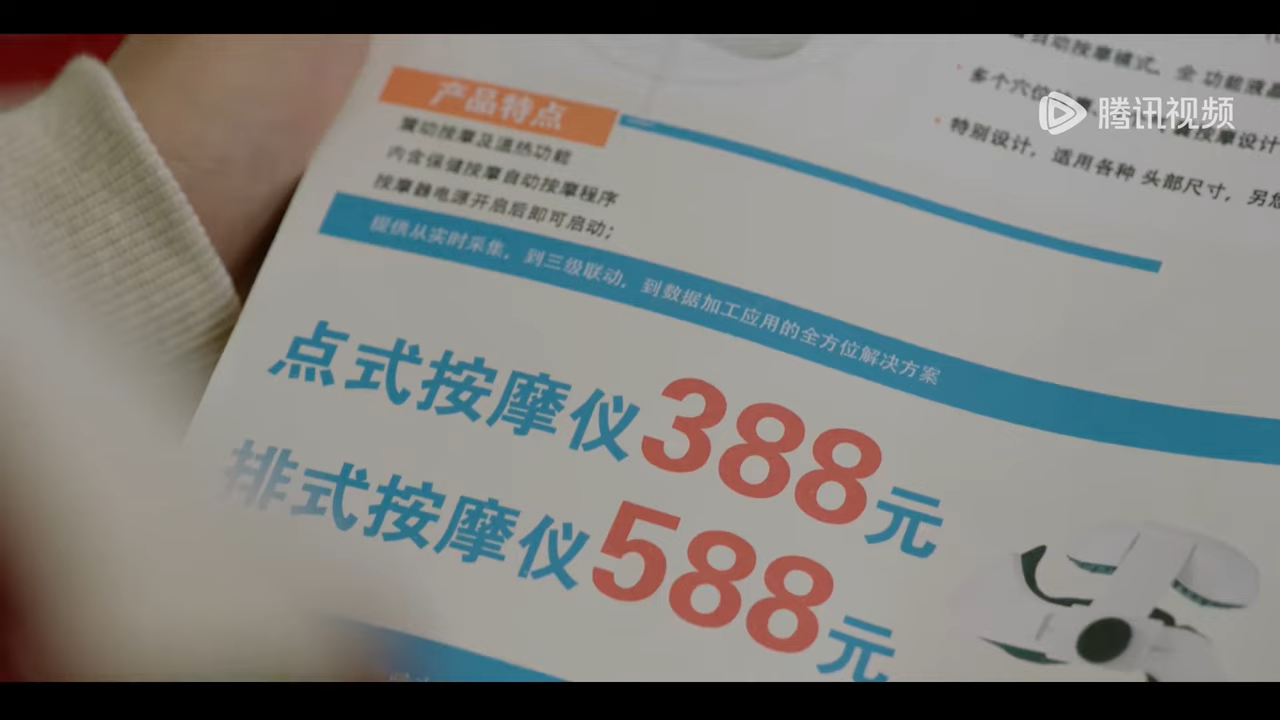 腾讯视频
产品特点
震动按摩及温热功能
内含保健按摩自动按摩程序
按摩器电源开启后即可启动;
自动按摩模式，全功能液晶
多个穴位
按摩设计
特别设计，适用各种 头部尺寸，另您
提供从实时采集，到三级联动，到数据加工应用的全方位解决方案
点式按摩仪388元
排式按摩仪588元